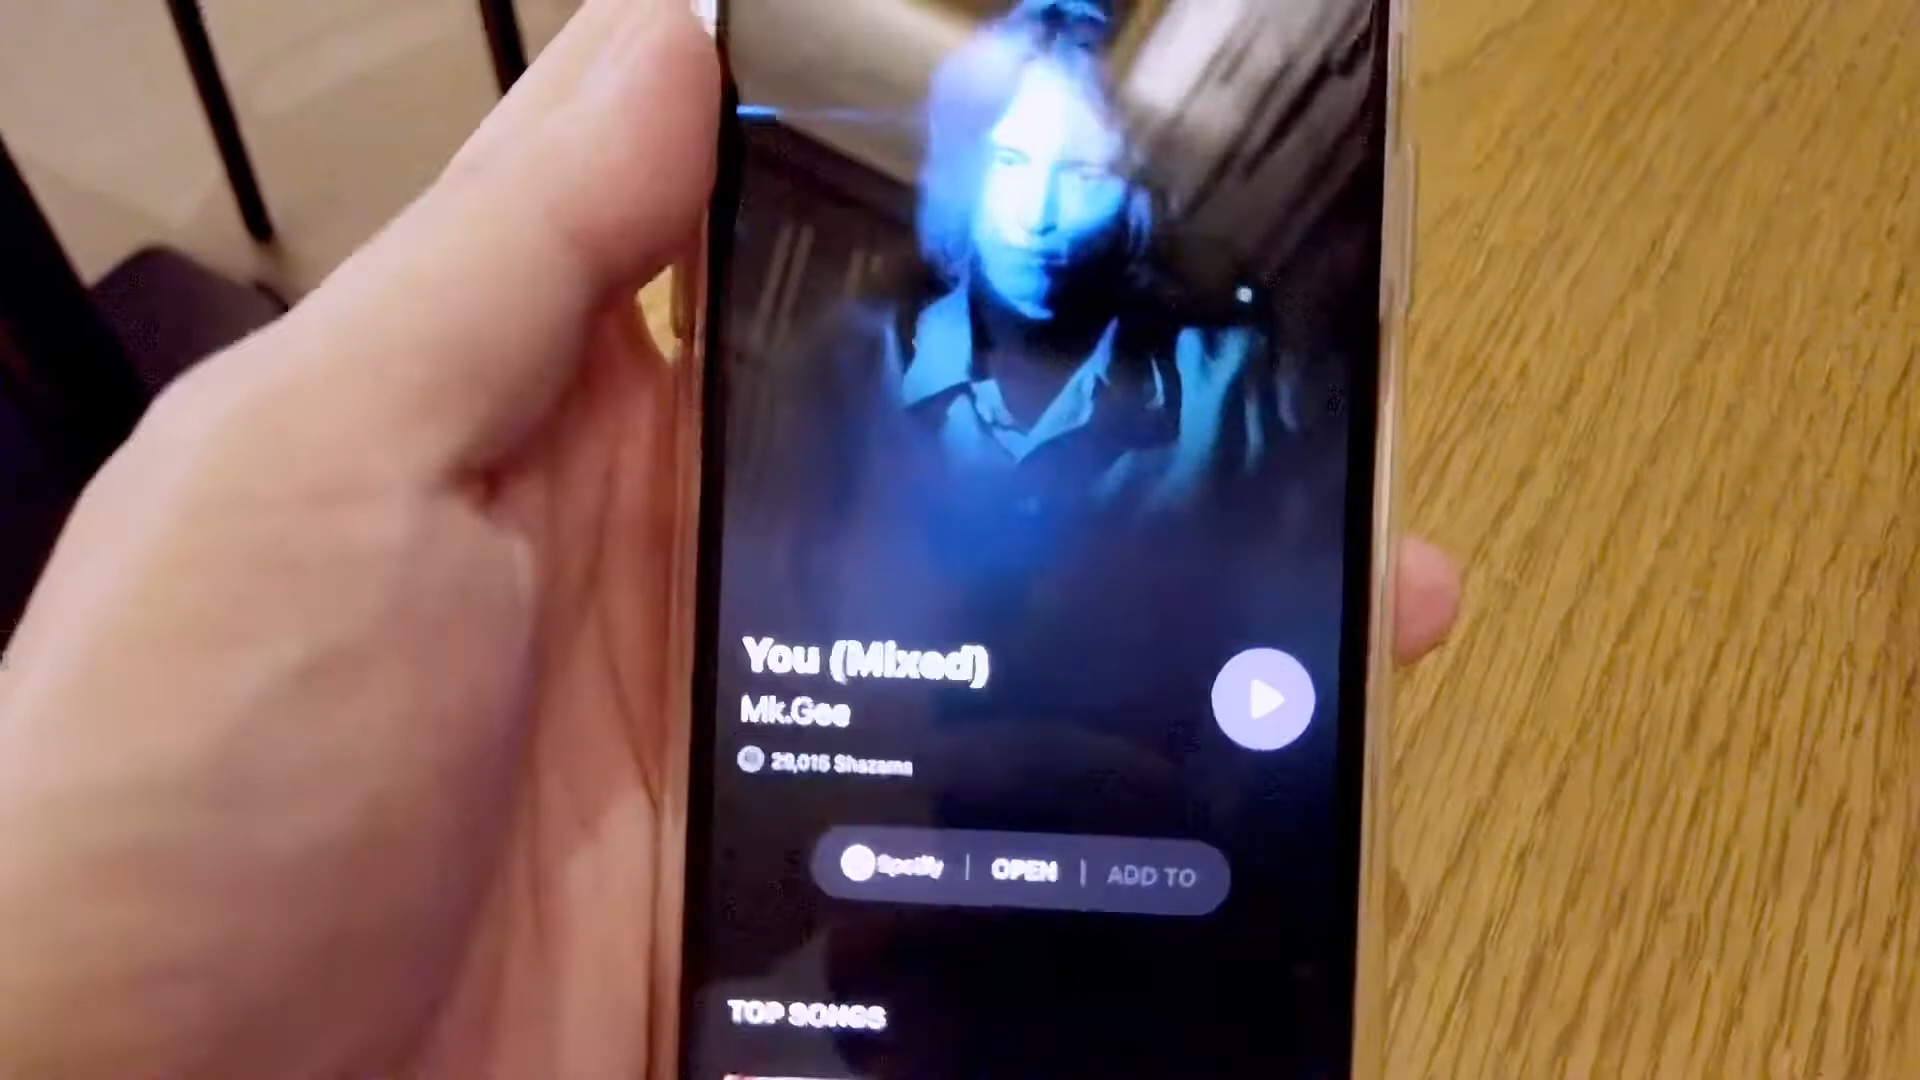 You (Mixed)
Mk.Gee
29,015 Shazams
Spotify | OPEN | ADD TO
TOP SONGS